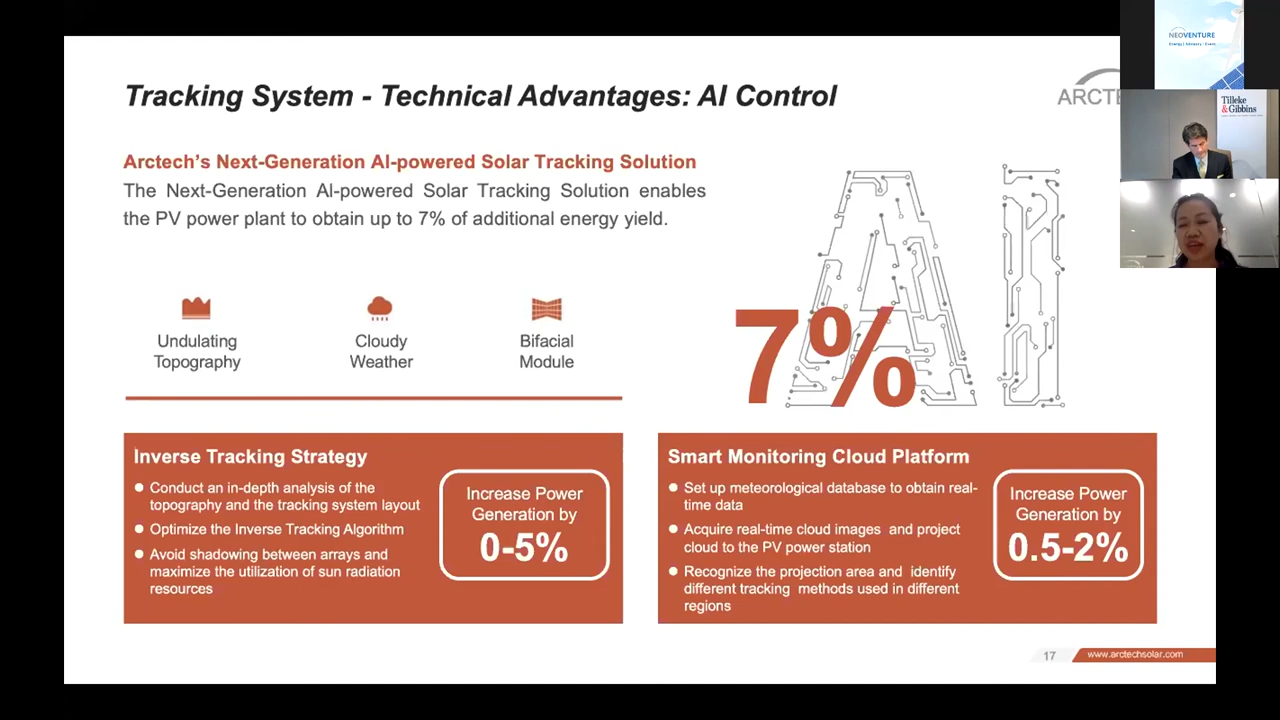 Tracking System - Technical Advantages: AI Control
ARCTE
Arctech's Next-Generation AI-powered Solar Tracking Solution
The Next-Generation AI-powered Solar Tracking Solution enables
the PV power plant to obtain up to 7% of additional energy yield.
Undulating
Topography
Cloudy
Weather
Bifacial
Module
7%
AI
Inverse Tracking Strategy
Conduct an in-depth analysis of the
topography and the tracking system layout
Optimize the Inverse Tracking Algorithm
Avoid shadowing between arrays and
maximize the utilization of sun radiation
resources
Increase Power
Generation by
0-5%
Smart Monitoring Cloud Platform
Set up meteorological database to obtain real-
time data
Acquire real-time cloud images and project
cloud to the PV power station
Recognize the projection area and identify
different tracking methods used in different
regions
Increase Power
Generation by
0.5-2%
17
www.arctechsolar.com
NEOVENTURE
Energy | Advisory | Event
Tilleke
& Gibbins